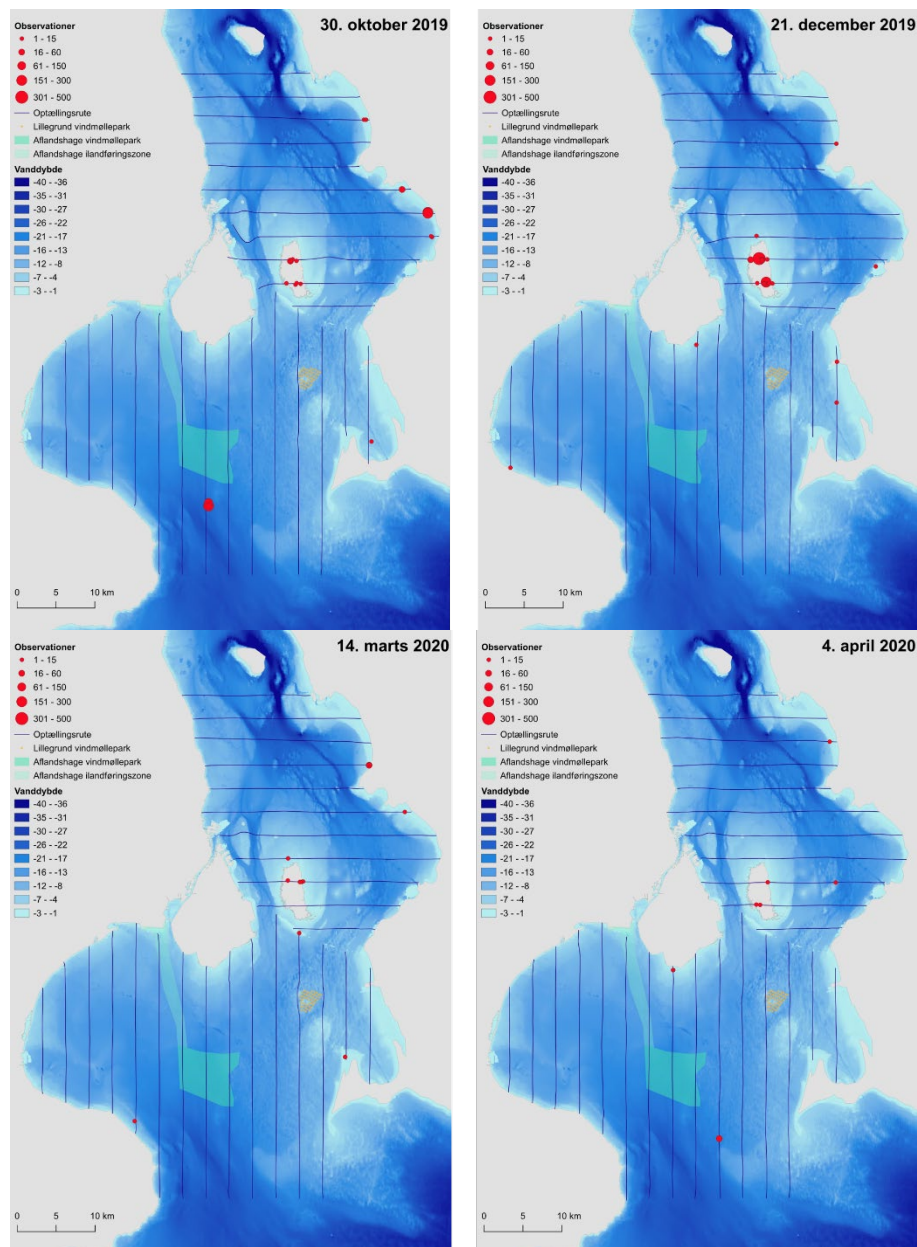 30. oktober 2019
Observationer
1 - 15
16 - 60
61 - 150
151 - 300
301 - 500
Optællingsrute
Lillegrund vindmøllepark
Aflandshage vindmøllepark
Aflandshage ilandføringszone
Vanddybde
-40 - -36
-35 - -31
-30 - -27
-26 - -22
-21 - -17
-16 - -13
-12 - -8
-7 - -4
-3 - -1
0 5 10 km
21. december 2019
Observationer
1 - 15
16 - 60
61 - 150
151 - 300
301 - 500
Optællingsrute
Lillegrund vindmøllepark
Aflandshage vindmøllepark
Aflandshage ilandføringszone
Vanddybde
-40 - -36
-35 - -31
-30 - -27
-26 - -22
-21 - -17
-16 - -13
-12 - -8
-7 - -4
-3 - -1
0 5 10 km
14. marts 2020
Observationer
1 - 15
16 - 60
61 - 150
151 - 300
301 - 500
Optællingsrute
Lillegrund vindmøllepark
Aflandshage vindmøllepark
Aflandshage ilandføringszone
Vanddybde
-40 - -36
-35 - -31
-30 - -27
-26 - -22
-21 - -17
-16 - -13
-12 - -8
-7 - -4
-3 - -1
0 5 10 km
4. april 2020
Observationer
1 - 15
16 - 60
61 - 150
151 - 300
301 - 500
Optællingsrute
Lillegrund vindmøllepark
Aflandshage vindmøllepark
Aflandshage ilandføringszone
Vanddybde
-40 - -36
-35 - -31
-30 - -27
-26 - -22
-21 - -17
-16 - -13
-12 - -8
-7 - -4
-3 - -1
0 5 10 km